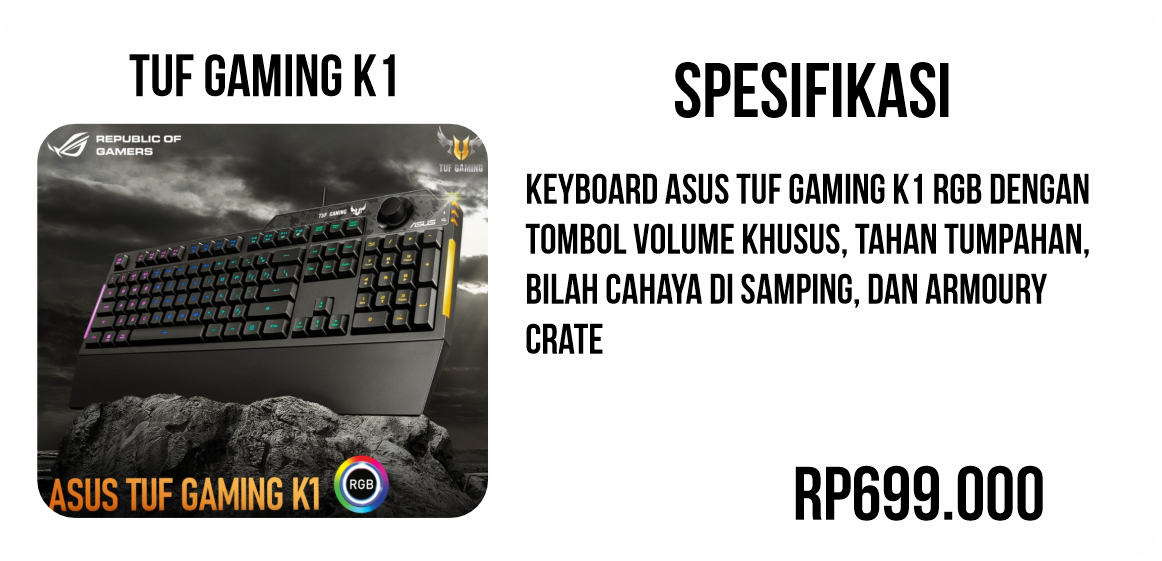 TUF GAMING K1
REPUBLIC OF
GAMERS
TUF GAMING
TUF GAMING
ASUS
ASUS TUF GAMING K1
RGB
SPESIFIKASI
KEYBOARD ASUS TUF GAMING K1 RGB DENGAN
TOMBOL VOLUME KHUSUS, TAHAN TUMPAHAN,
BILAH CAHAYA DI SAMPING, DAN ARMOURY
CRATE
RP699.000